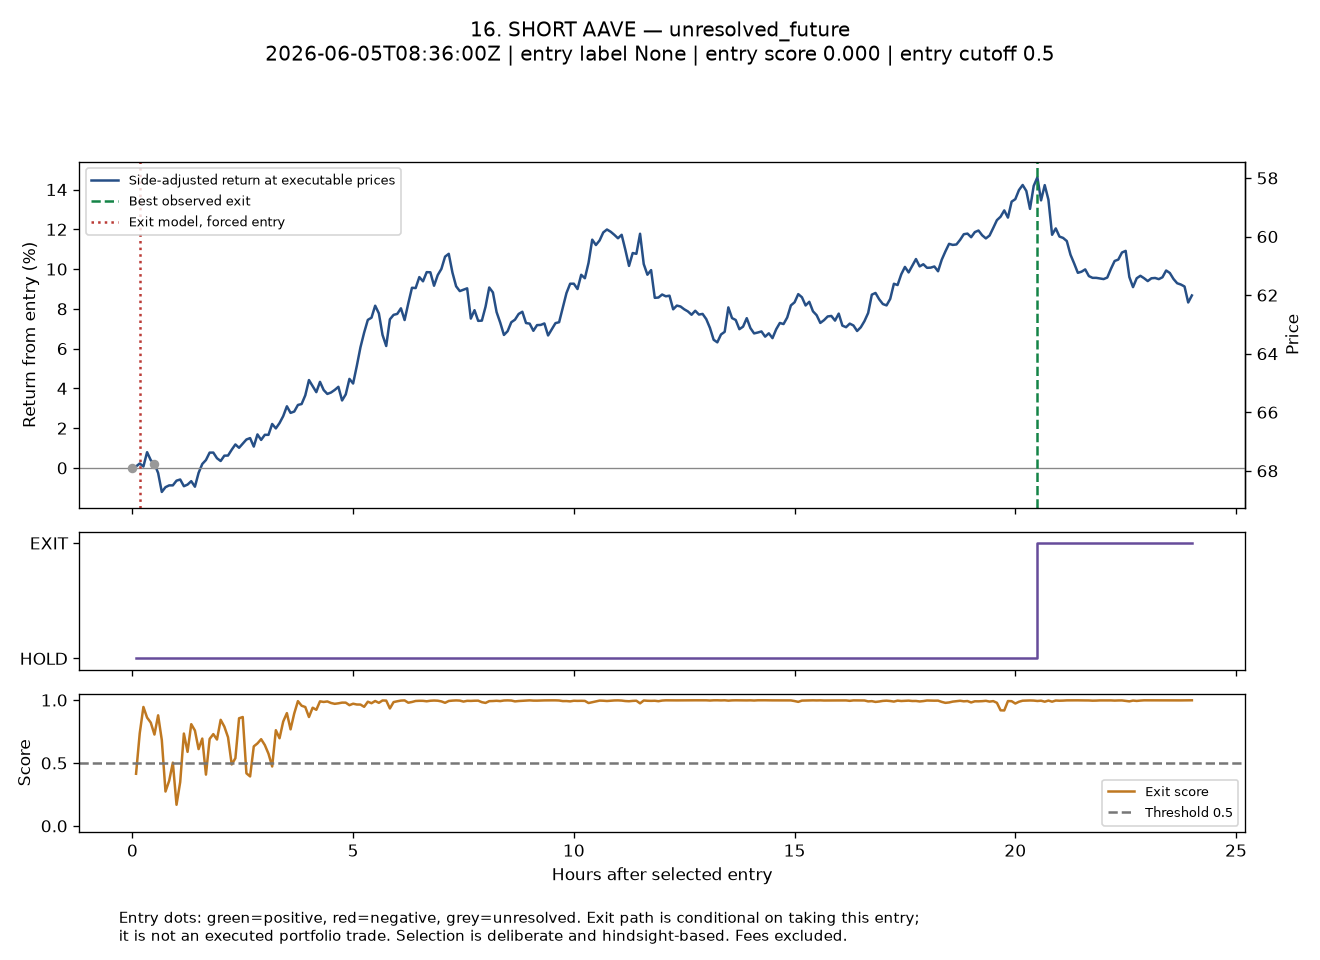 16. SHORT AAVE — unresolved_future
2026-06-05T08:36:00Z | entry label None | entry score 0.000 | entry cutoff 0.5
Side-adjusted return at executable prices
Best observed exit
Exit model, forced entry
Return from entry (%)
14
12
10
8
6
4
2
0
58
60
62
64
66
68
Price
EXIT
HOLD
Score
1.0
0.5
0.0
Exit score
Threshold 0.5
0 5 10 15 20 25
Hours after selected entry
Entry dots: green=positive, red=negative, grey=unresolved. Exit path is conditional on taking this entry;
it is not an executed portfolio trade. Selection is deliberate and hindsight-based. Fees excluded.